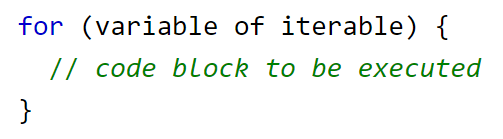 for (variable of iterable) {
  // code block to be executed
}